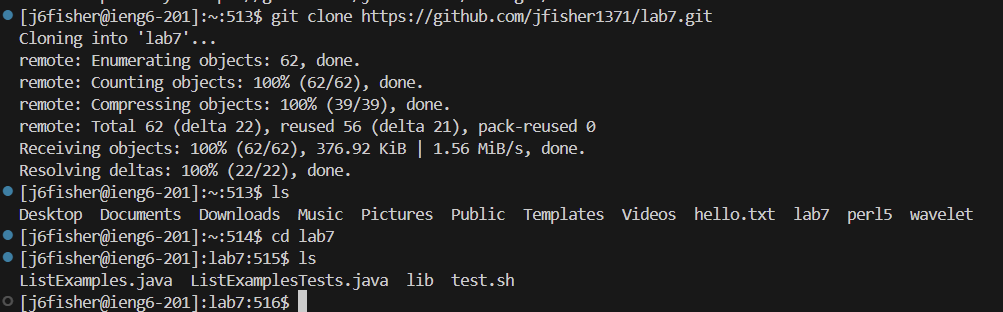 [j6fisher@ieng6-201]:~:513$ git clone https://github.com/jfisher1371/lab7.git
Cloning into 'lab7'...
remote: Enumerating objects: 62, done.
remote: Counting objects: 100% (62/62), done.
remote: Compressing objects: 100% (39/39), done.
remote: Total 62 (delta 22), reused 56 (delta 21), pack-reused 0
Receiving objects: 100% (62/62), 376.92 KiB | 1.56 MiB/s, done.
Resolving deltas: 100% (22/22), done.
[j6fisher@ieng6-201]:~:513$ ls
Desktop  Documents  Downloads  Music  Pictures  Public  Templates  Videos  hello.txt  lab7  perl5  wavelet
[j6fisher@ieng6-201]:~:514$ cd lab7
[j6fisher@ieng6-201]:lab7:515$ ls
ListExamples.java  ListExamplesTests.java  lib  test.sh
[j6fisher@ieng6-201]:lab7:516$